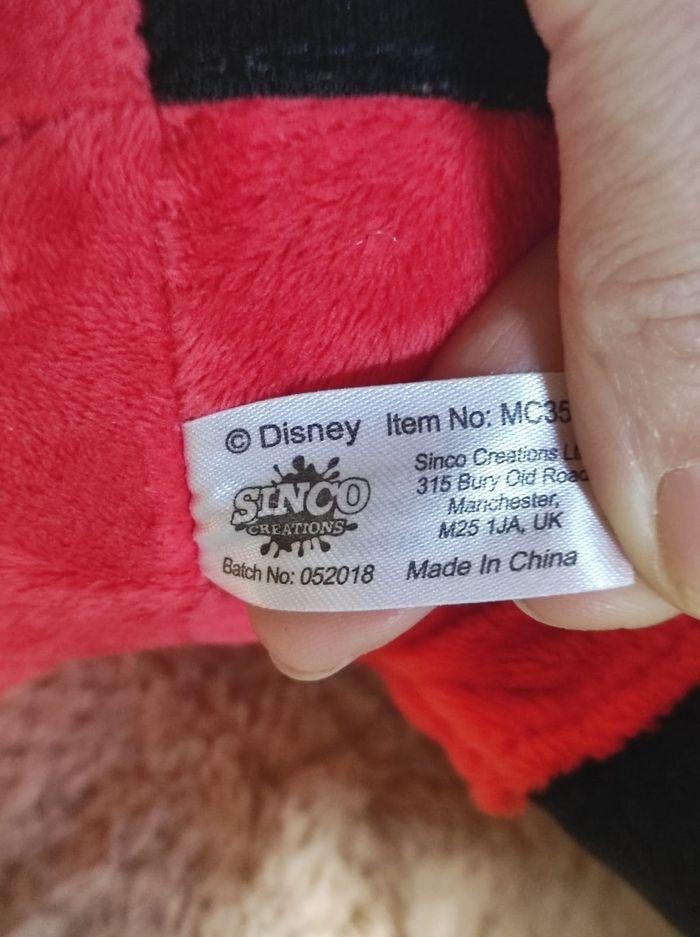 © Disney Item No: MC35
SINCO
CREATIONS
Batch No: 052018
Sinco Creations
315 Bury Old Road
Manchester,
M25 1JA, UK
Made In China